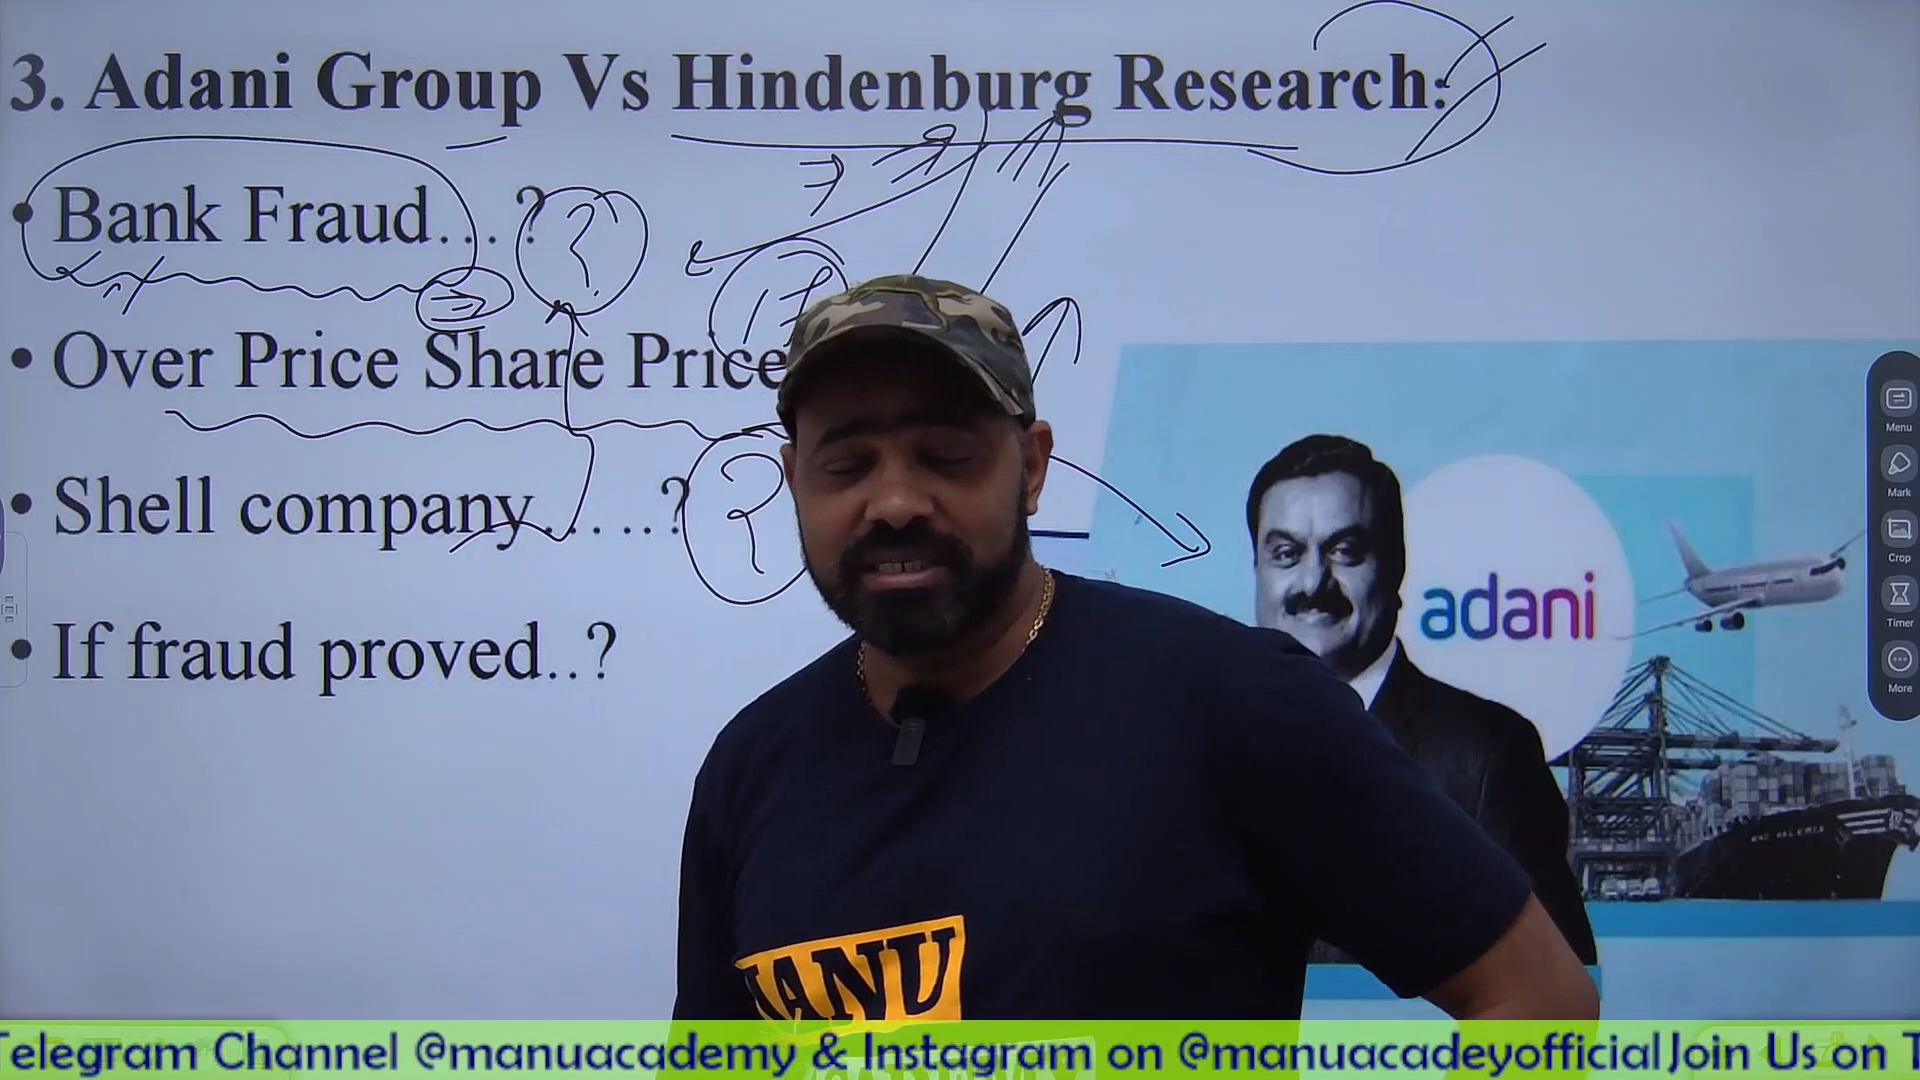 3. Adani Group Vs Hindenburg Research:
• Bank Fraud…?
• Over Price Share Price
• Shell company…..?
• If fraud proved..?
adani
Menu
Mark
Crop
Timer
More
MANU
Telegram Channel @manuacademy & Instagram on @manuacadeyofficial Join Us on T